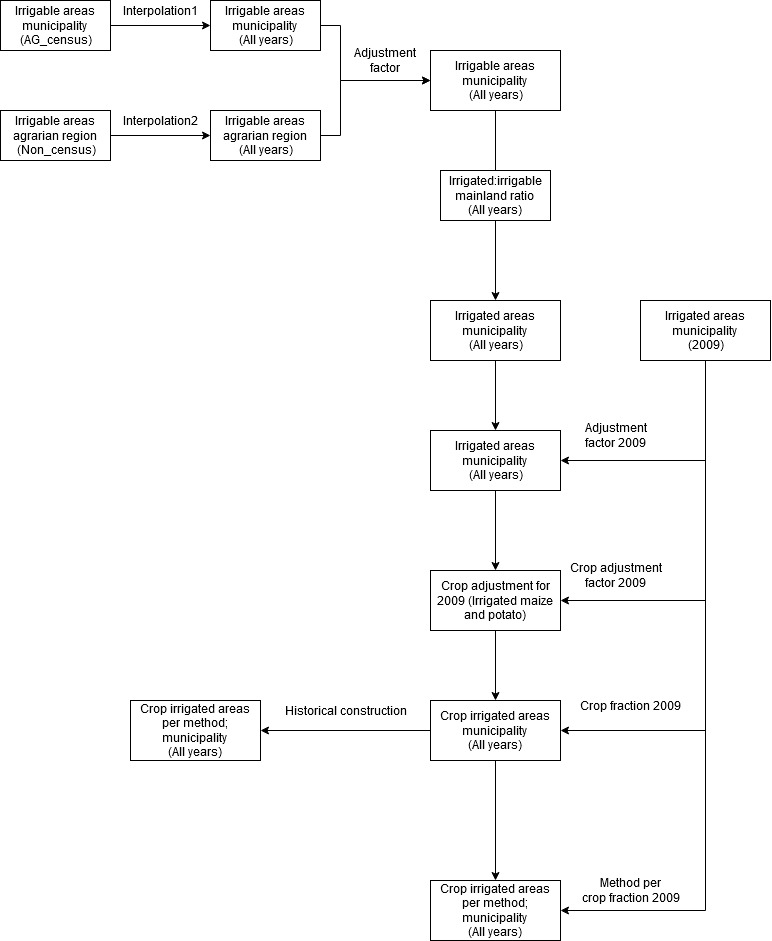 Irrigable areas
municipality
(AG_census)
Interpolation1
Irrigable areas
municipality
(All years)
Adjustment
factor
Irrigable areas
municipality
(All years)
Irrigable areas
agrarian region
(Non_census)
Interpolation2
Irrigable areas
agrarian region
(All years)
Irrigated:irrigable
mainland ratio
(All years)
Irrigated areas
municipality
(All years)
Irrigated areas
municipality
(2009)
Adjustment
factor 2009
Irrigated areas
municipality
(All years)
Crop adjustment
factor 2009
Crop adjustment for
2009 (Irrigated maize
and potato)
Crop irrigated areas
per method;
municipality
(All years)
Historical construction
Crop irrigated areas
municipality
(All years)
Crop fraction 2009
Crop irrigated areas
per method;
municipality
(All years)
Method per
crop fraction 2009